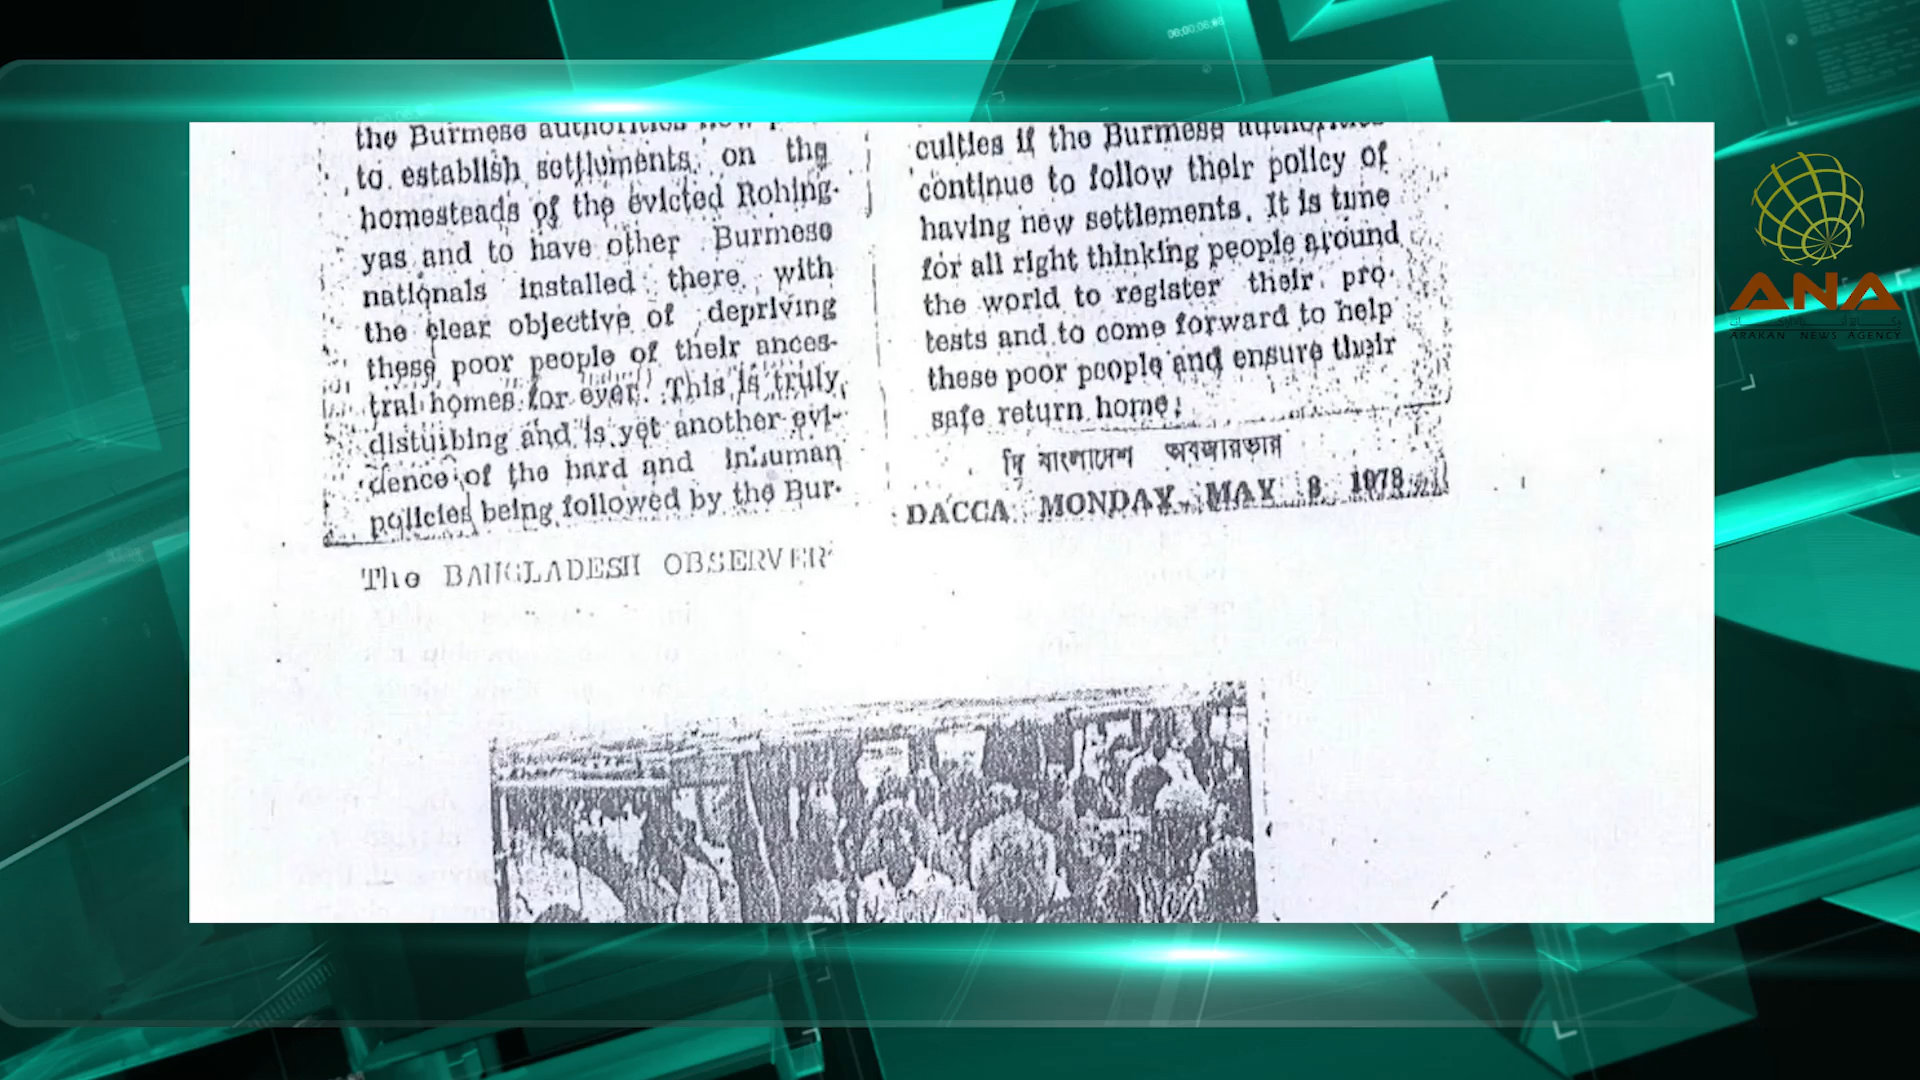 the Burmese authorities
to establish settlements on the
homesteads of the evicted Rohing-
yas and to have other Burmese
nationals installed there with
the clear objective of depriving
these poor people of their ances-
tral homes for ever. This is truly
distuibing and is yet another evi-
dence of the hard and inhuman
policies being followed by the Bur-
The BANGLADESH OBSERVER
culties if the Burmese authorities
continue to follow their policy of
having new settlements. It is time
for all right thinking people around
the world to register their pro-
tests and to come forward to help
these poor people and ensure their
safe return home.
দি বাংলাদেশ অবজারভার
DACCA MONDAY, MAY 8 1978
ANA
ARAKAN NEWS AGENCY